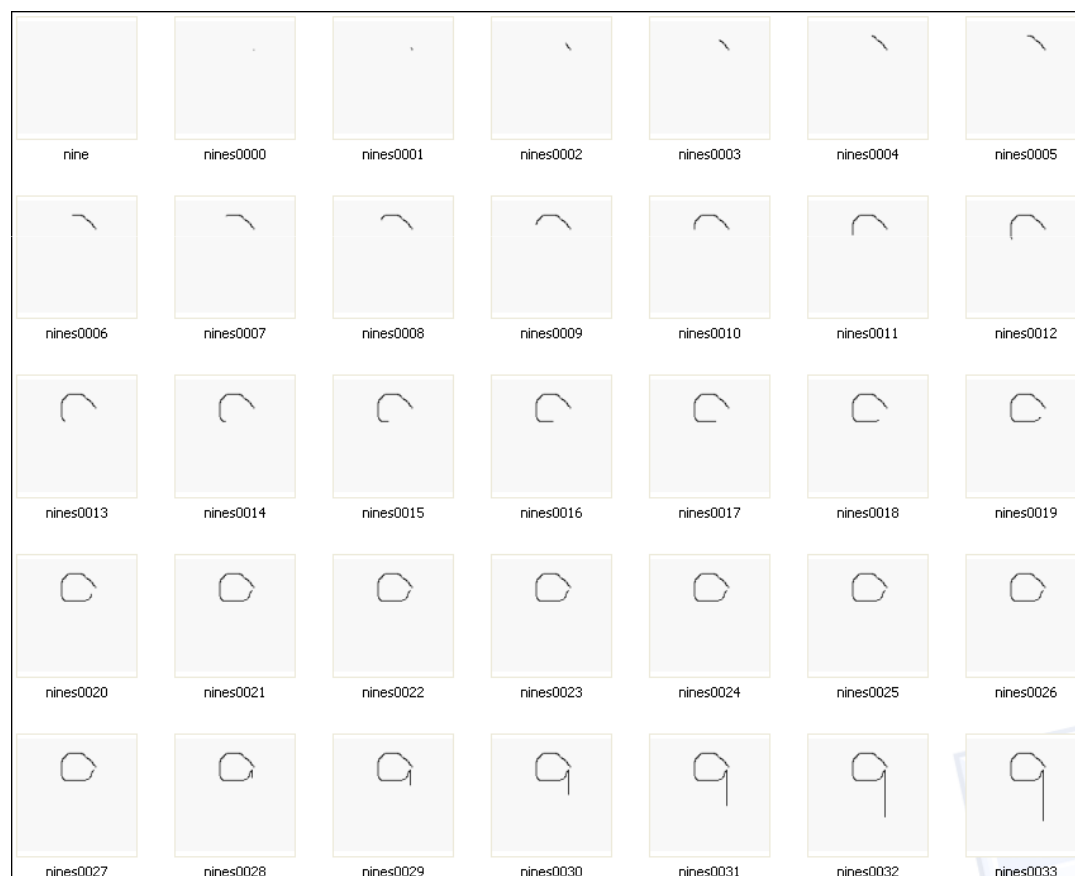 nine nines0000 nines0001 nines0002 nines0003 nines0004 nines0005
nines0006 nines0007 nines0008 nines0009 nines0010 nines0011 nines0012
nines0013 nines0014 nines0015 nines0016 nines0017 nines0018 nines0019
nines0020 nines0021 nines0022 nines0023 nines0024 nines0025 nines0026
nines0027 nines0028 nines0029 nines0030 nines0031 nines0032 nines0033